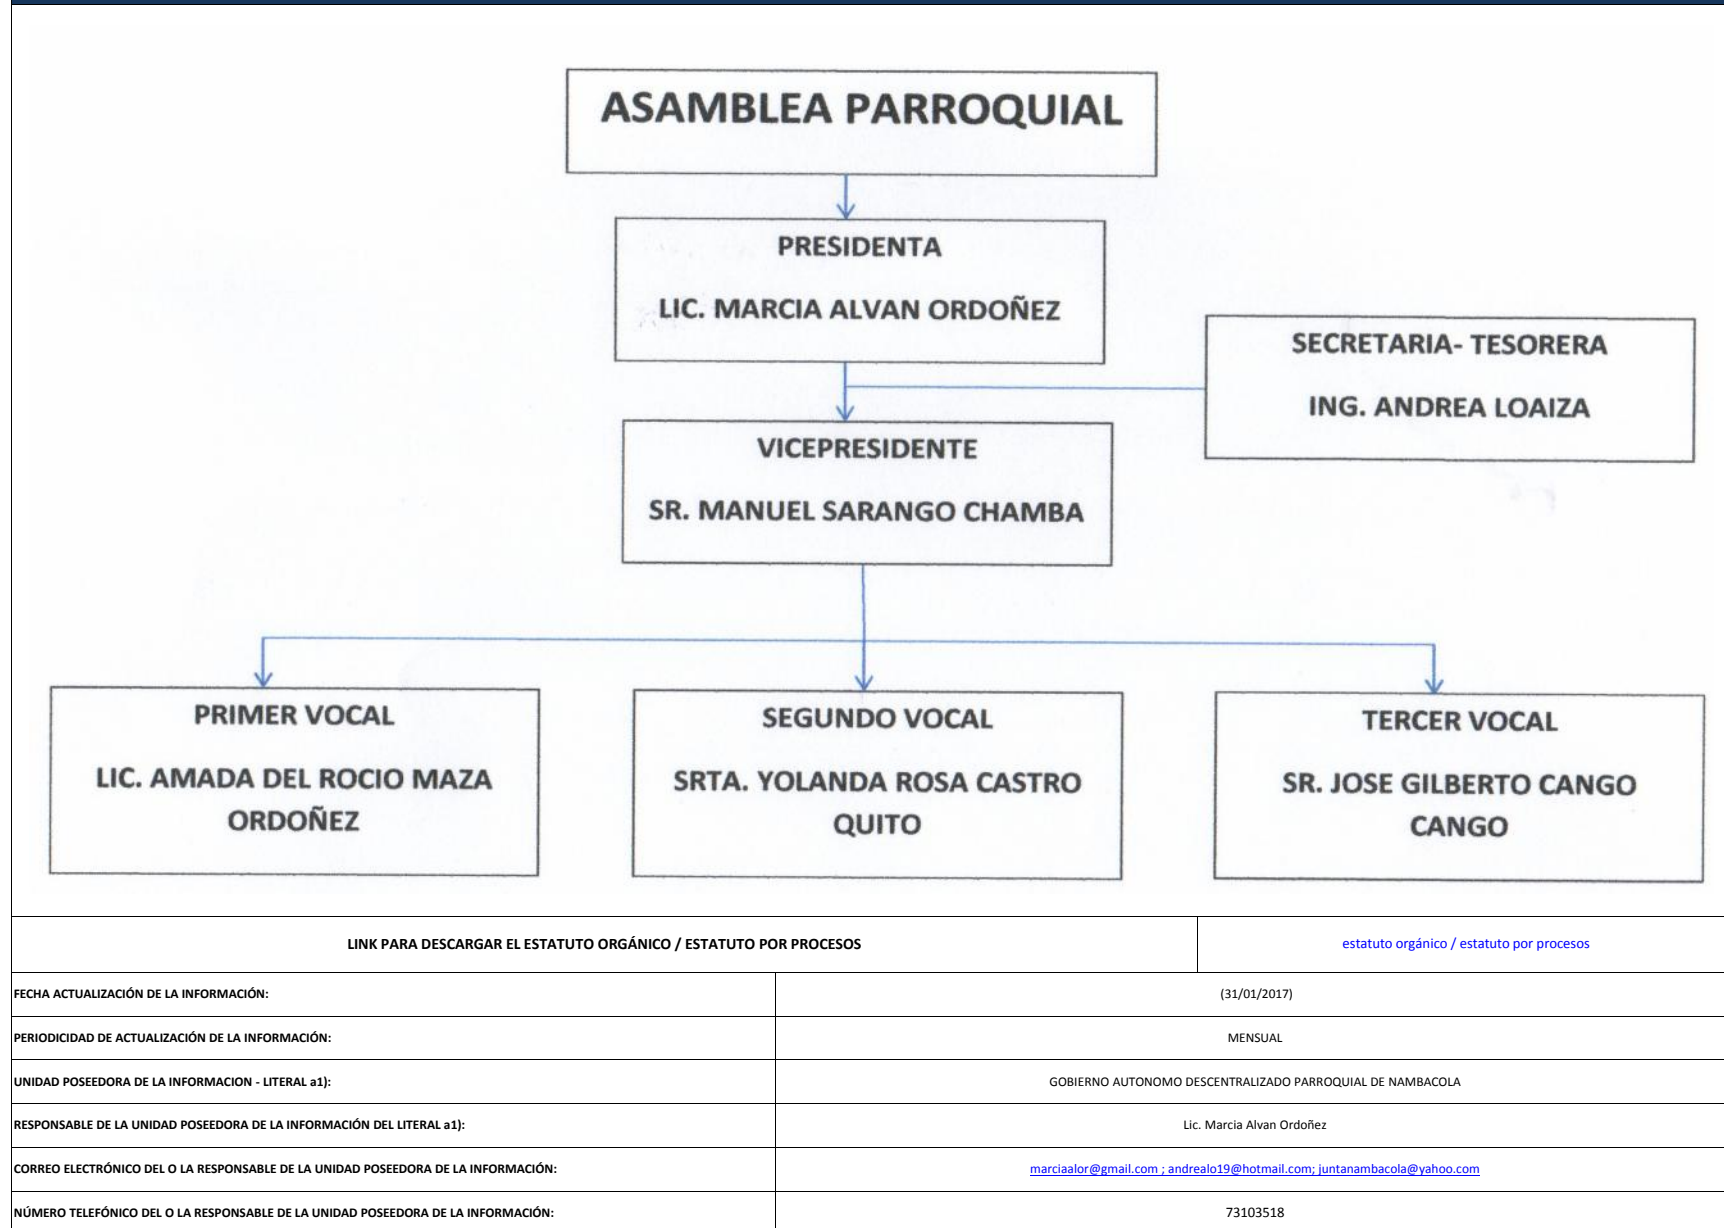 ASAMBLEA PARROQUIAL
PRESIDENTA
LIC. MARCIA ALVAN ORDOÑEZ
SECRETARIA- TESORERA
ING. ANDREA LOAIZA
VICEPRESIDENTE
SR. MANUEL SARANGO CHAMBA
PRIMER VOCAL
LIC. AMADA DEL ROCIO MAZA
ORDOÑEZ
SEGUNDO VOCAL
SRTA. YOLANDA ROSA CASTRO
QUITO
TERCER VOCAL
SR. JOSE GILBERTO CANGO
CANGO
LINK PARA DESCARGAR EL ESTATUTO ORGÁNICO / ESTATUTO POR PROCESOS
estatuto orgánico / estatuto por procesos
FECHA ACTUALIZACIÓN DE LA INFORMACIÓN:
(31/01/2017)
PERIODICIDAD DE ACTUALIZACIÓN DE LA INFORMACIÓN:
MENSUAL
UNIDAD POSEEDORA DE LA INFORMACION - LITERAL a1):
GOBIERNO AUTONOMO DESCENTRALIZADO PARROQUIAL DE NAMBACOLA
RESPONSABLE DE LA UNIDAD POSEEDORA DE LA INFORMACIÓN DEL LITERAL a1):
Lic. Marcia Alvan Ordoñez
CORREO ELECTRÓNICO DEL O LA RESPONSABLE DE LA UNIDAD POSEEDORA DE LA INFORMACIÓN:
marciaalor@gmail.com ; andrealo19@hotmail.com; juntanambacola@yahoo.com
NÚMERO TELEFÓNICO DEL O LA RESPONSABLE DE LA UNIDAD POSEEDORA DE LA INFORMACIÓN:
73103518